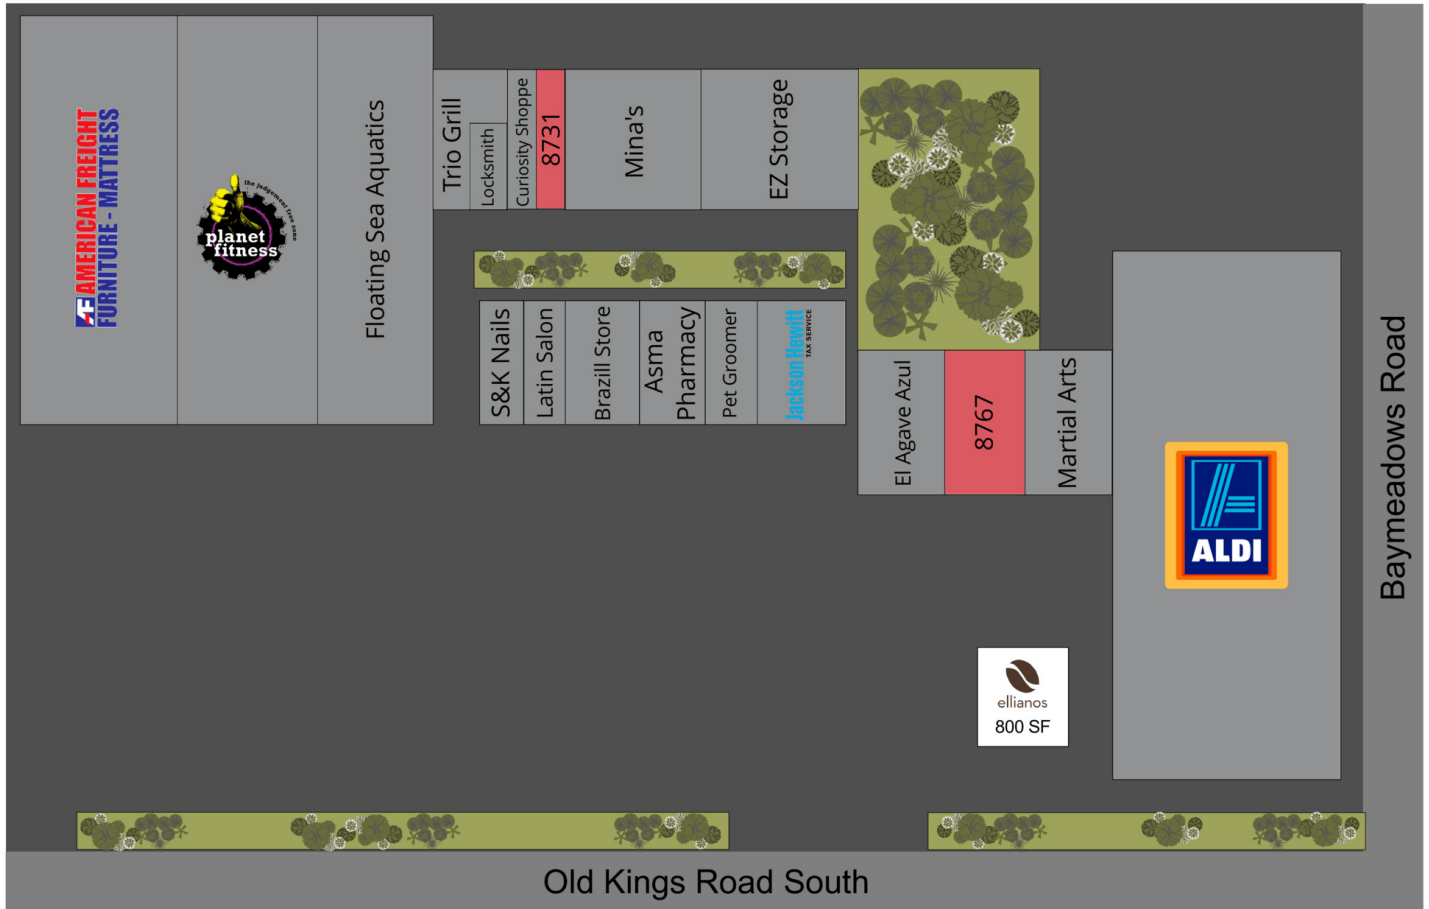 AF AMERICAN FREIGHT
FURNITURE - MATTRESS
the judgement free zone
planet
fitness
Floating Sea Aquatics
Trio Grill
Locksmith
Curiosity Shoppe
8731
Mina's
EZ Storage
S&K Nails
Latin Salon
Brazill Store
Asma
Pharmacy
Pet Groomer
Jackson Hewitt
TAX SERVICE
El Agave Azul
8767
Martial Arts
ALDI
Baymeadows Road
ellianos
800 SF
Old Kings Road South